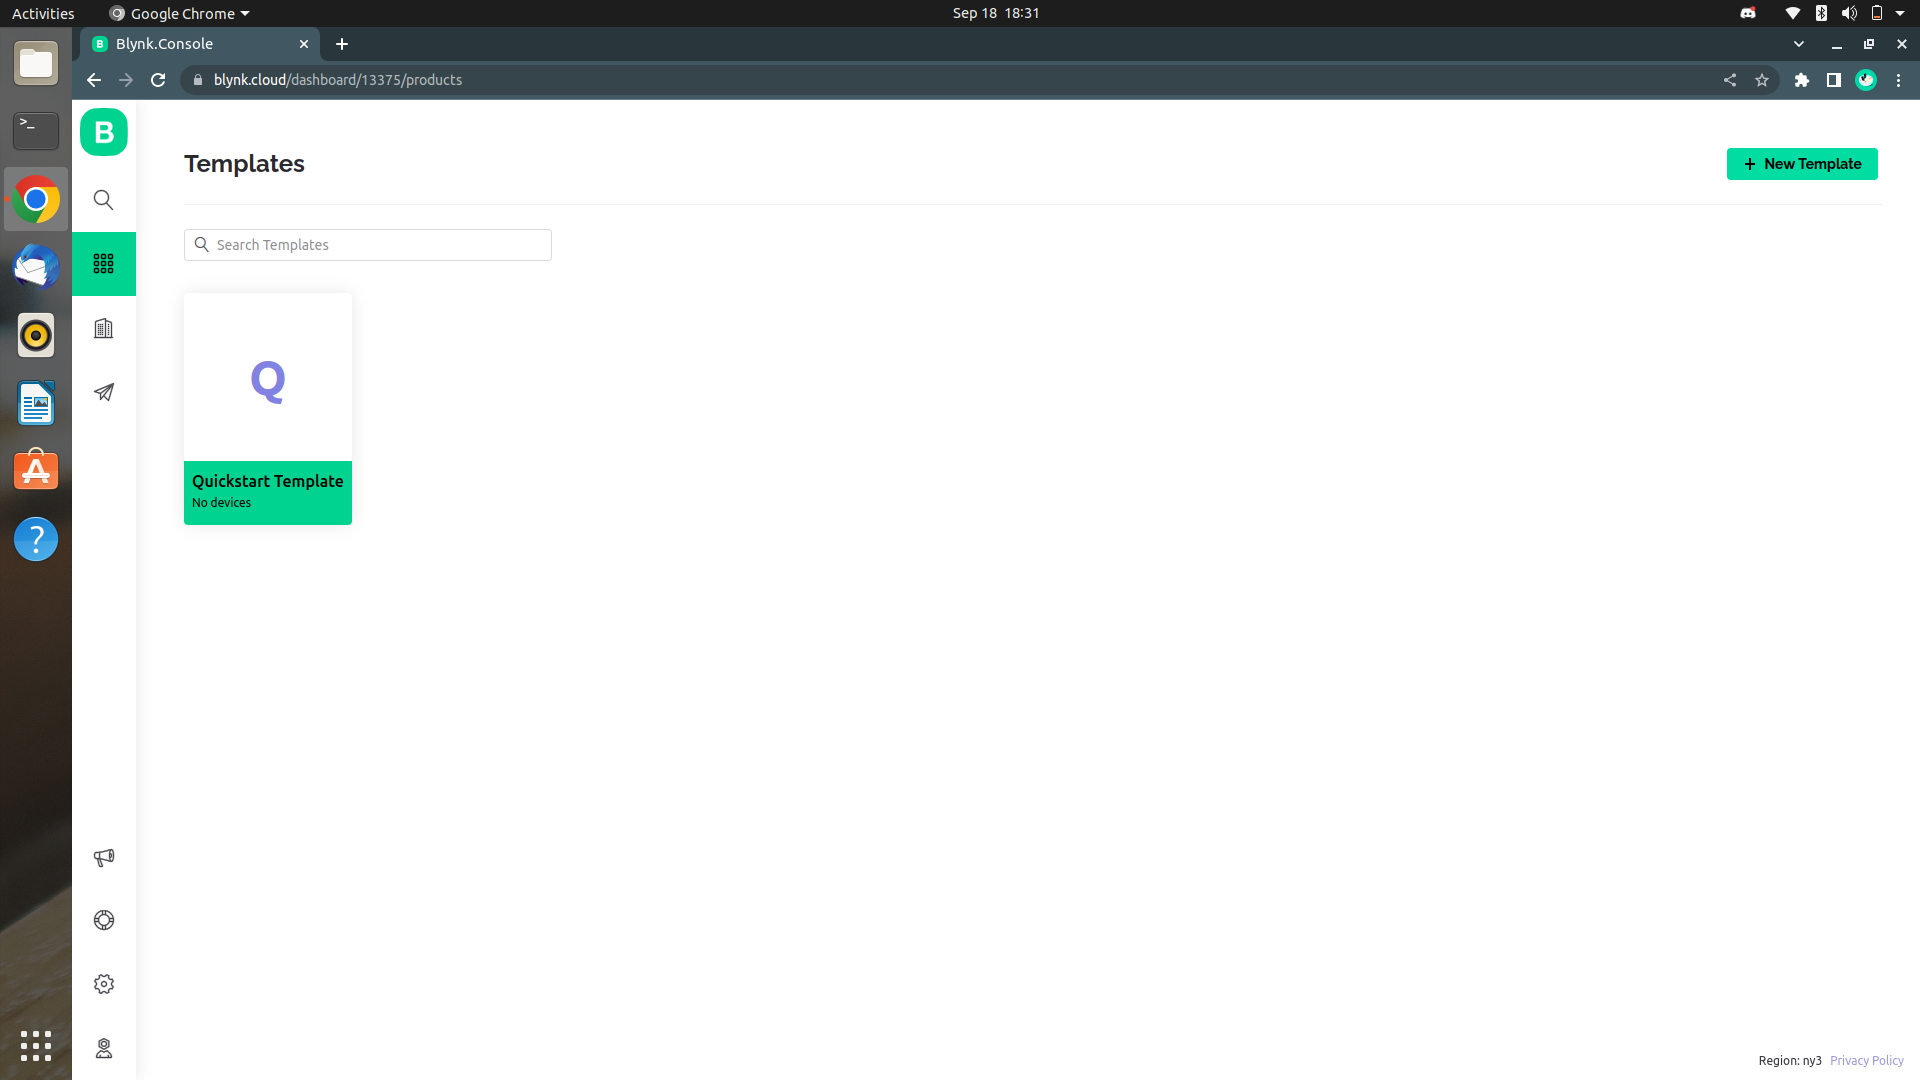 Activities
Google Chrome
Sep 18 18:31
B
Blynk.Console
blynk.cloud/dashboard/13375/products
>_
B
Templates
+ New Template
Search Templates
Q
Quickstart Template
No devices
A
?
Region: ny3 Privacy Policy